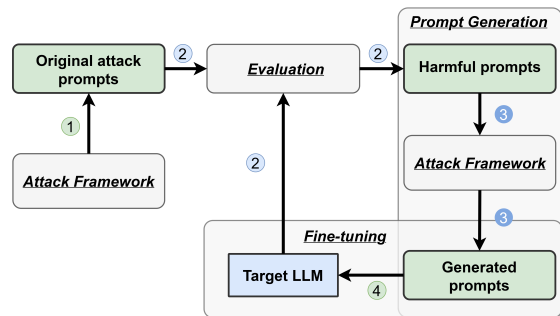 Prompt Generation
Original attack
prompts
2
Evaluation
2
Harmful prompts
1
3
2
Attack Framework
Attack Framework
3
Fine-tuning
Target LLM
4
Generated
prompts